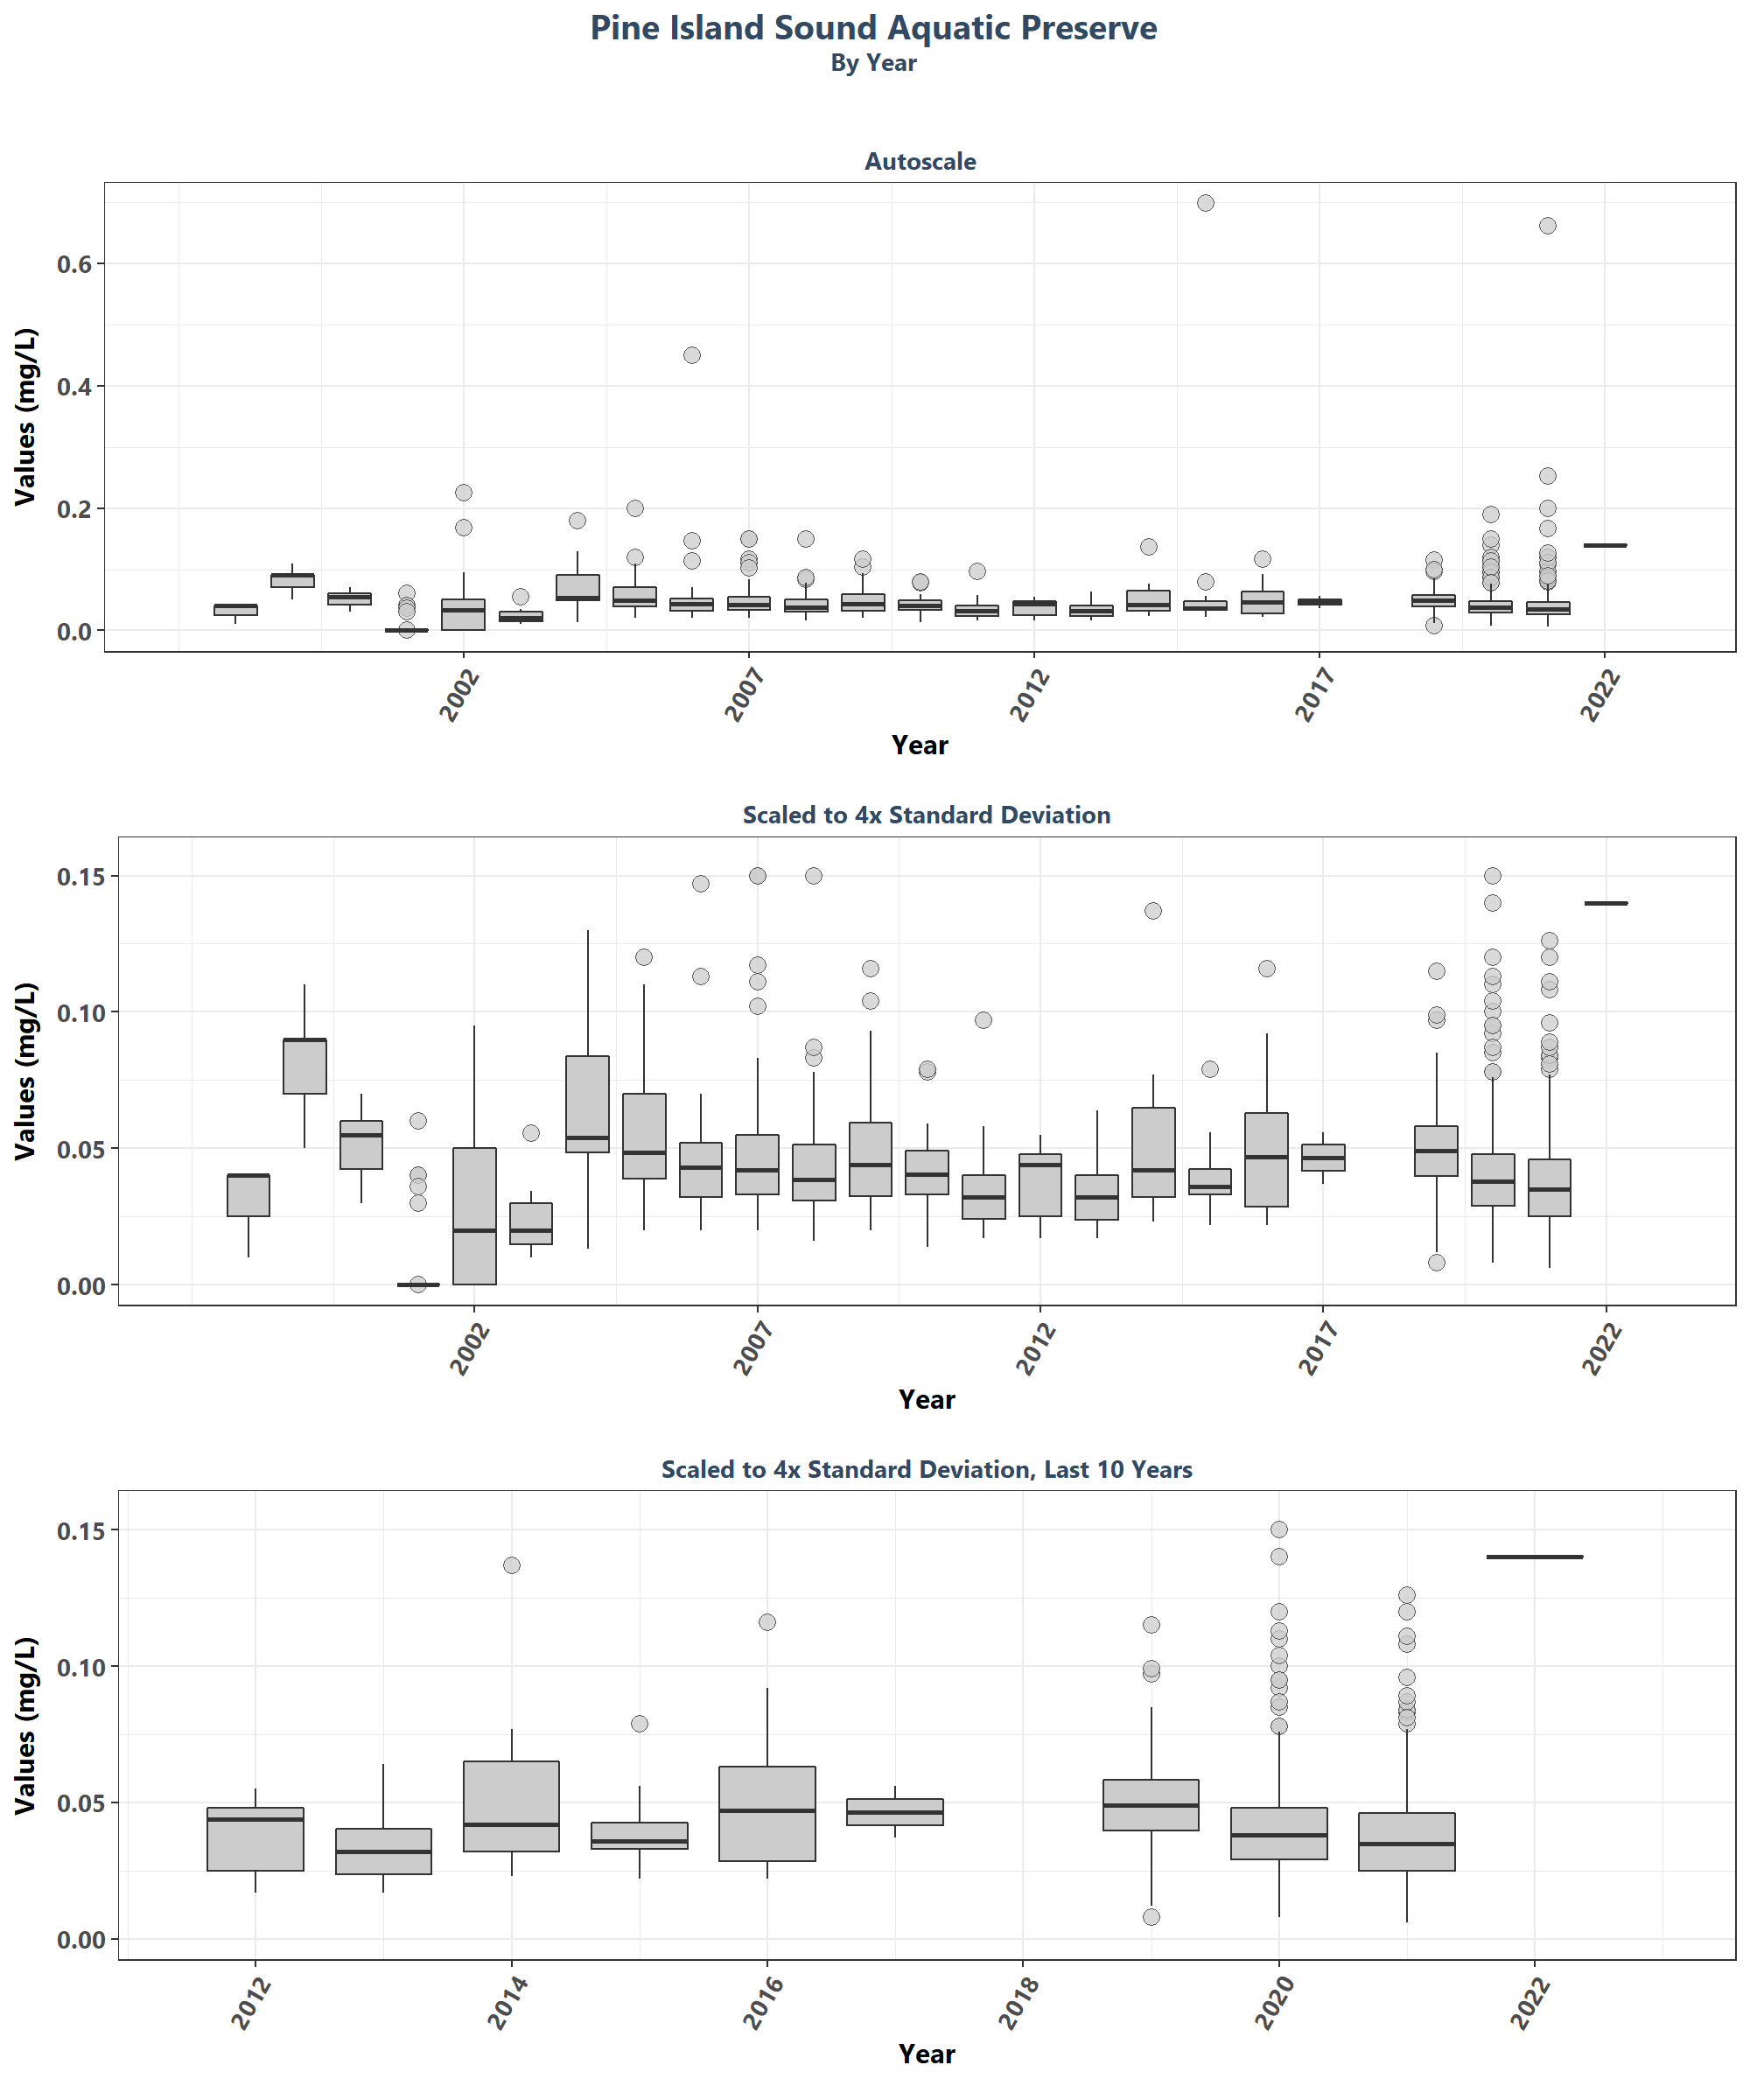 Pine Island Sound Aquatic Preserve
By Year
Autoscale
Values (mg/L)
0.6
0.4
0.2
0.0
2002 2007 2012 2017 2022
Year
Scaled to 4x Standard Deviation
Values (mg/L)
0.15
0.10
0.05
0.00
2002 2007 2012 2017 2022
Year
Scaled to 4x Standard Deviation, Last 10 Years
Values (mg/L)
0.15
0.10
0.05
0.00
2012 2014 2016 2018 2020 2022
Year